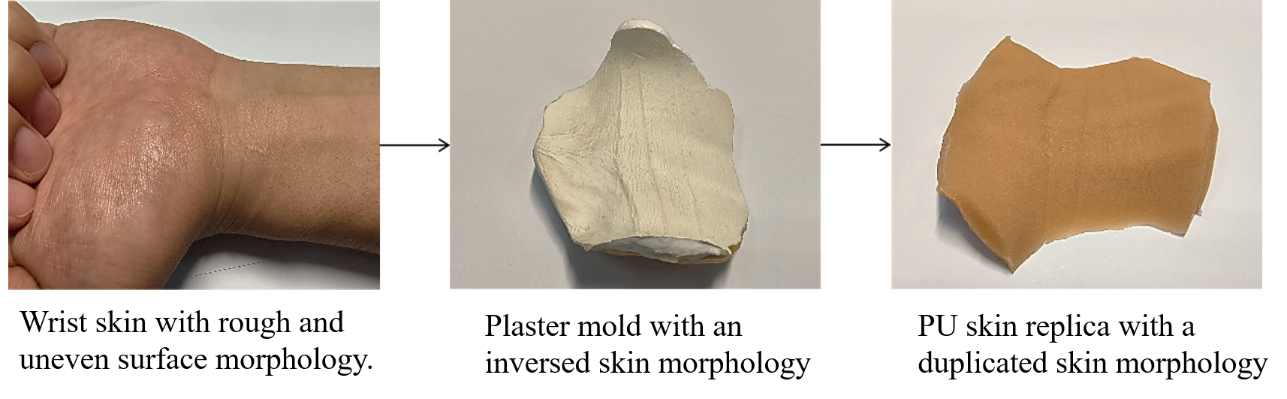 Wrist skin with rough and
uneven surface morphology.
Plaster mold with an
inversed skin morphology
PU skin replica with a
duplicated skin morphology